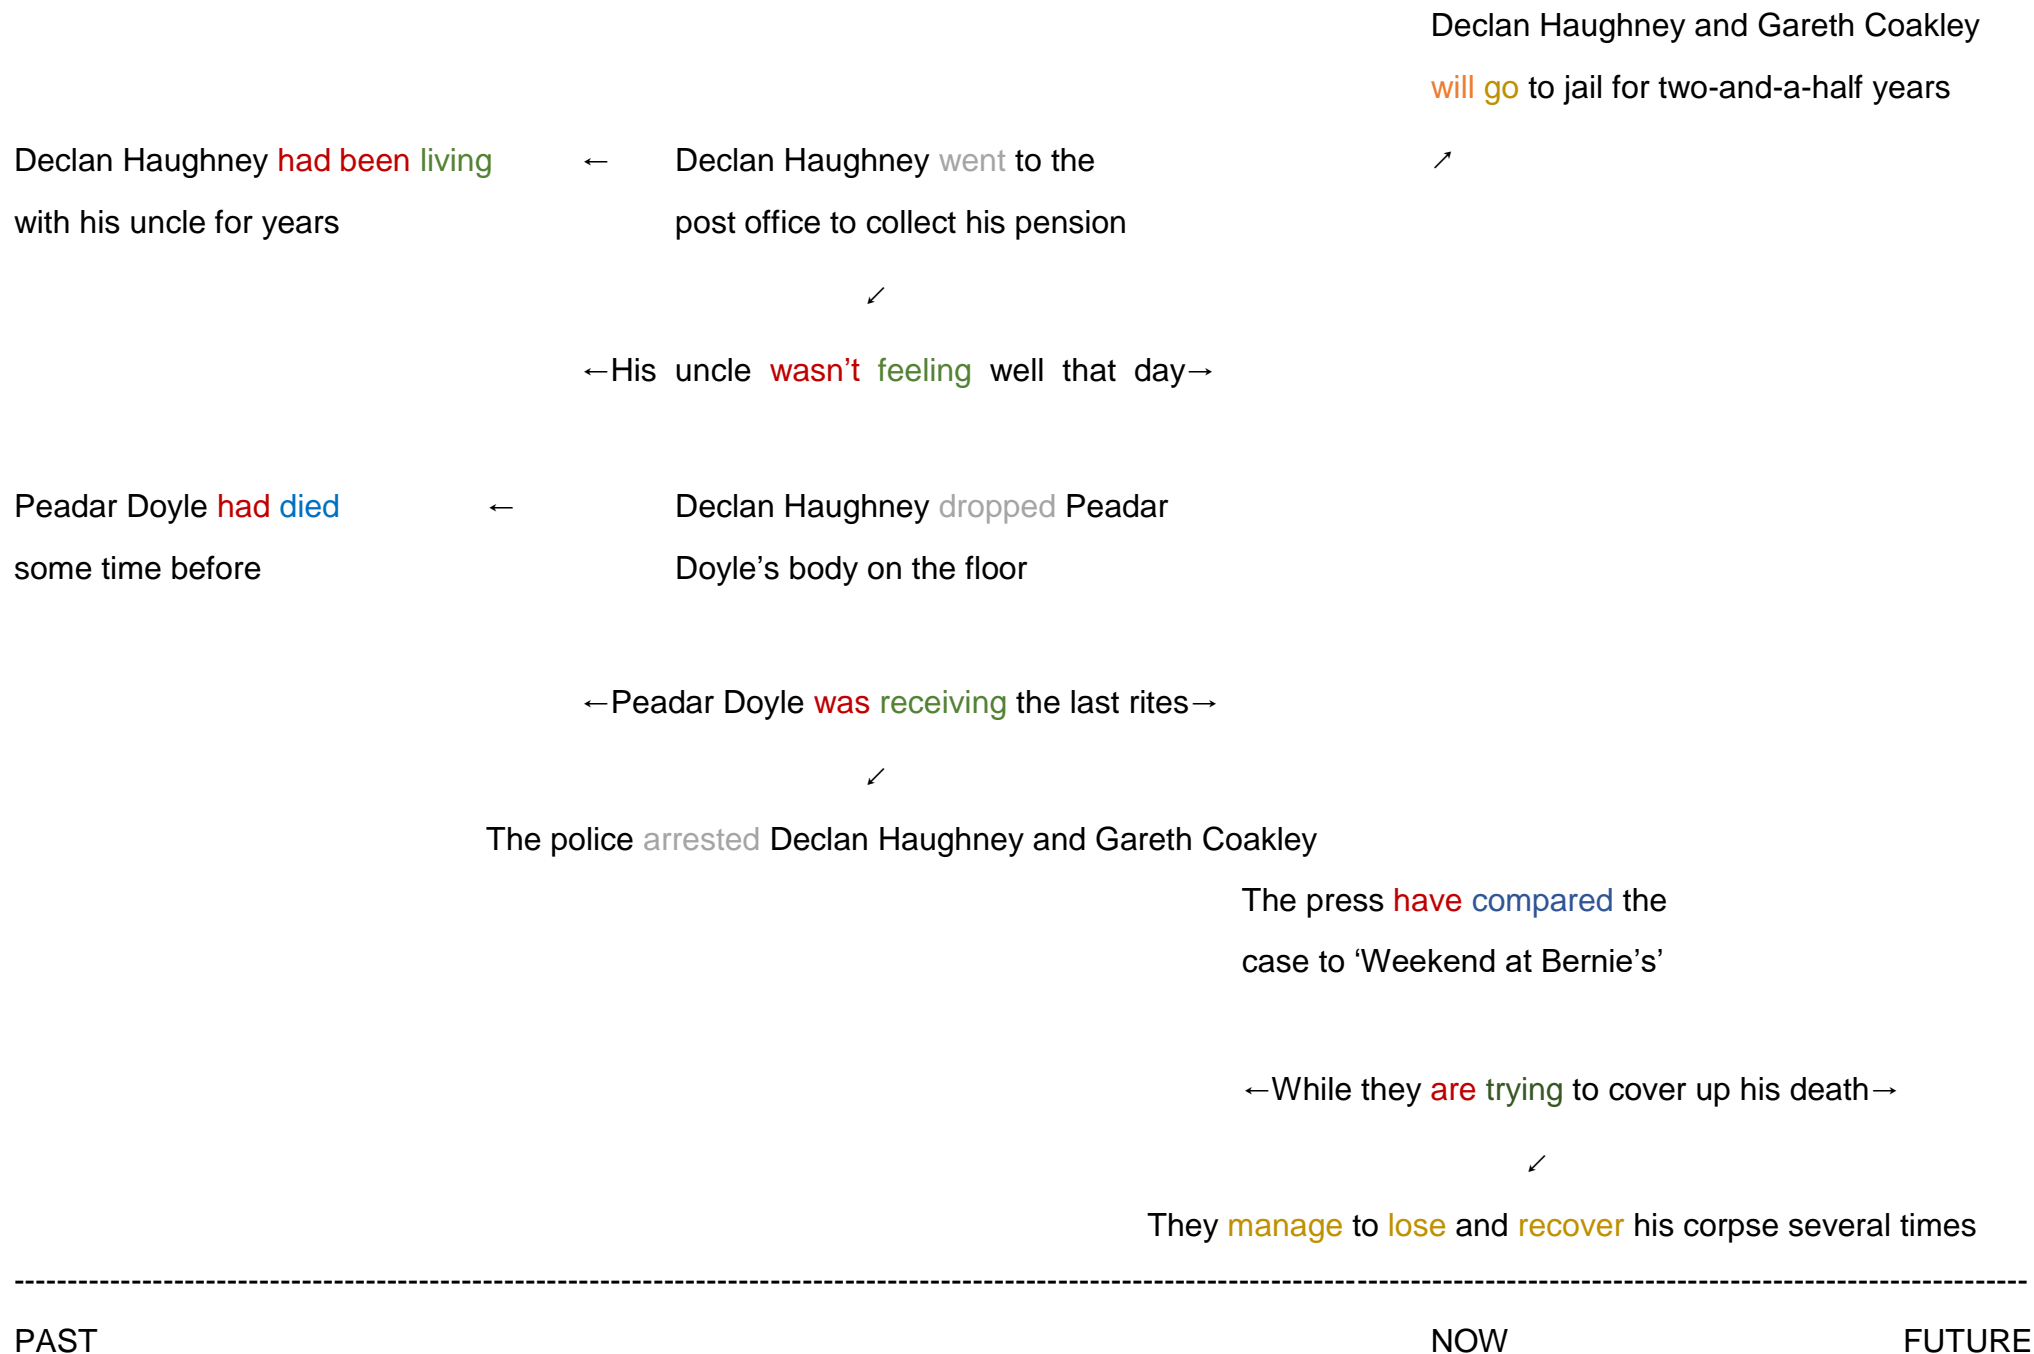 Declan Haughney and Gareth Coakley
will go to jail for two-and-a-half years
Declan Haughney had been living ← Declan Haughney went to the ↗
with his uncle for years post office to collect his pension
↙
←His uncle wasn’t feeling well that day→
Peadar Doyle had died ← Declan Haughney dropped Peadar
some time before Doyle’s body on the floor
←Peadar Doyle was receiving the last rites→
↙
The police arrested Declan Haughney and Gareth Coakley
The press have compared the
case to ‘Weekend at Bernie’s’
←While they are trying to cover up his death→
↙
They manage to lose and recover his corpse several times
PAST NOW FUTURE